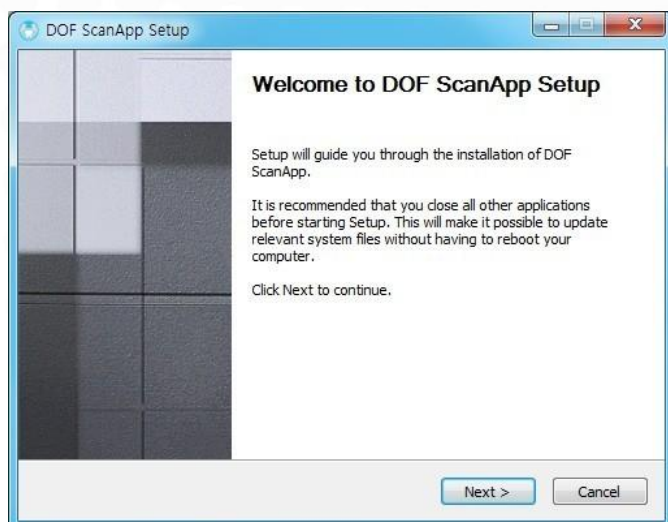 DOF ScanApp Setup
Welcome to DOF ScanApp Setup
Setup will guide you through the installation of DOF
ScanApp.
It is recommended that you close all other applications
before starting Setup. This will make it possible to update
relevant system files without having to reboot your
computer.
Click Next to continue.
Next >
Cancel